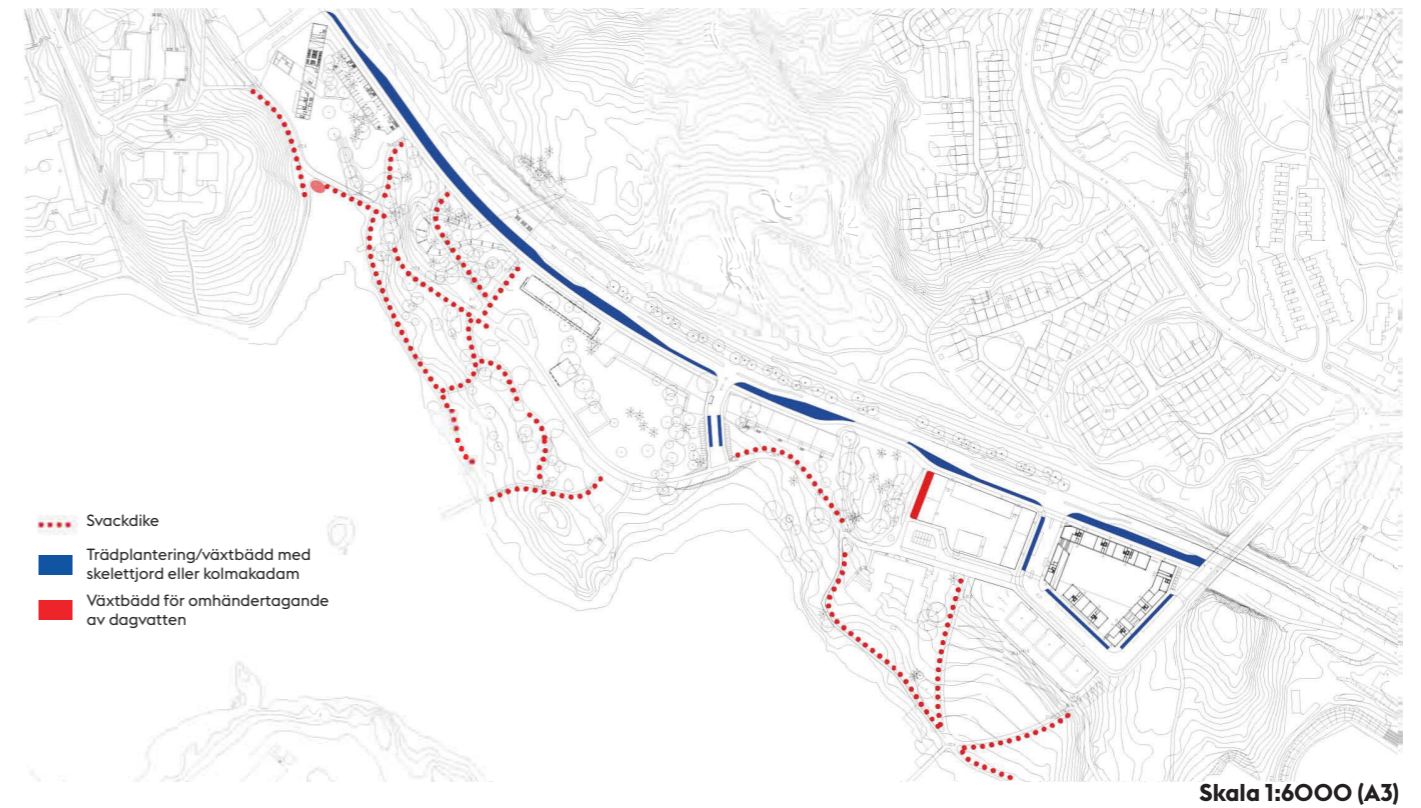 Svackdike
Trädplantering/växtbädd med
skelettjord eller kolmakadam
Växtbädd för omhändertagande
av dagvatten
Skala 1:6000 (A3)